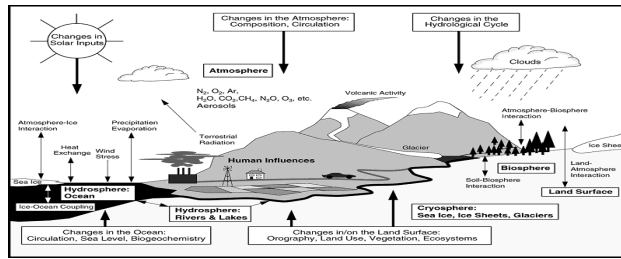 Changes in
Solar Inputs
Changes in the Atmosphere:
Composition, Circulation
Changes in the
Hydrological Cycle
Clouds
Atmosphere
N₂, O₂, Ar,
H₂O, CO₂, CH₄, N₂O, O₃, etc.
Aerosols
Volcanic Activity
Atmosphere-Biosphere
Interaction
Atmosphere-Ice
Interaction
Precipitation
Evaporation
Heat
Exchange
Wind
Stress
Terrestrial
Radiation
Human Influences
Glacier
Ice Shee
Biosphere
Land-
Atmosphere
Interaction
Soil-Biosphere
Interaction
Land Surface
Sea Ice
Hydrosphere:
Ocean
Ice-Ocean Coupling
Hydrosphere:
Rivers & Lakes
Cryosphere:
Sea Ice, Ice Sheets, Glaciers
Changes in the Ocean:
Circulation, Sea Level, Biogeochemistry
Changes in/on the Land Surface:
Orography, Land Use, Vegetation, Ecosystems